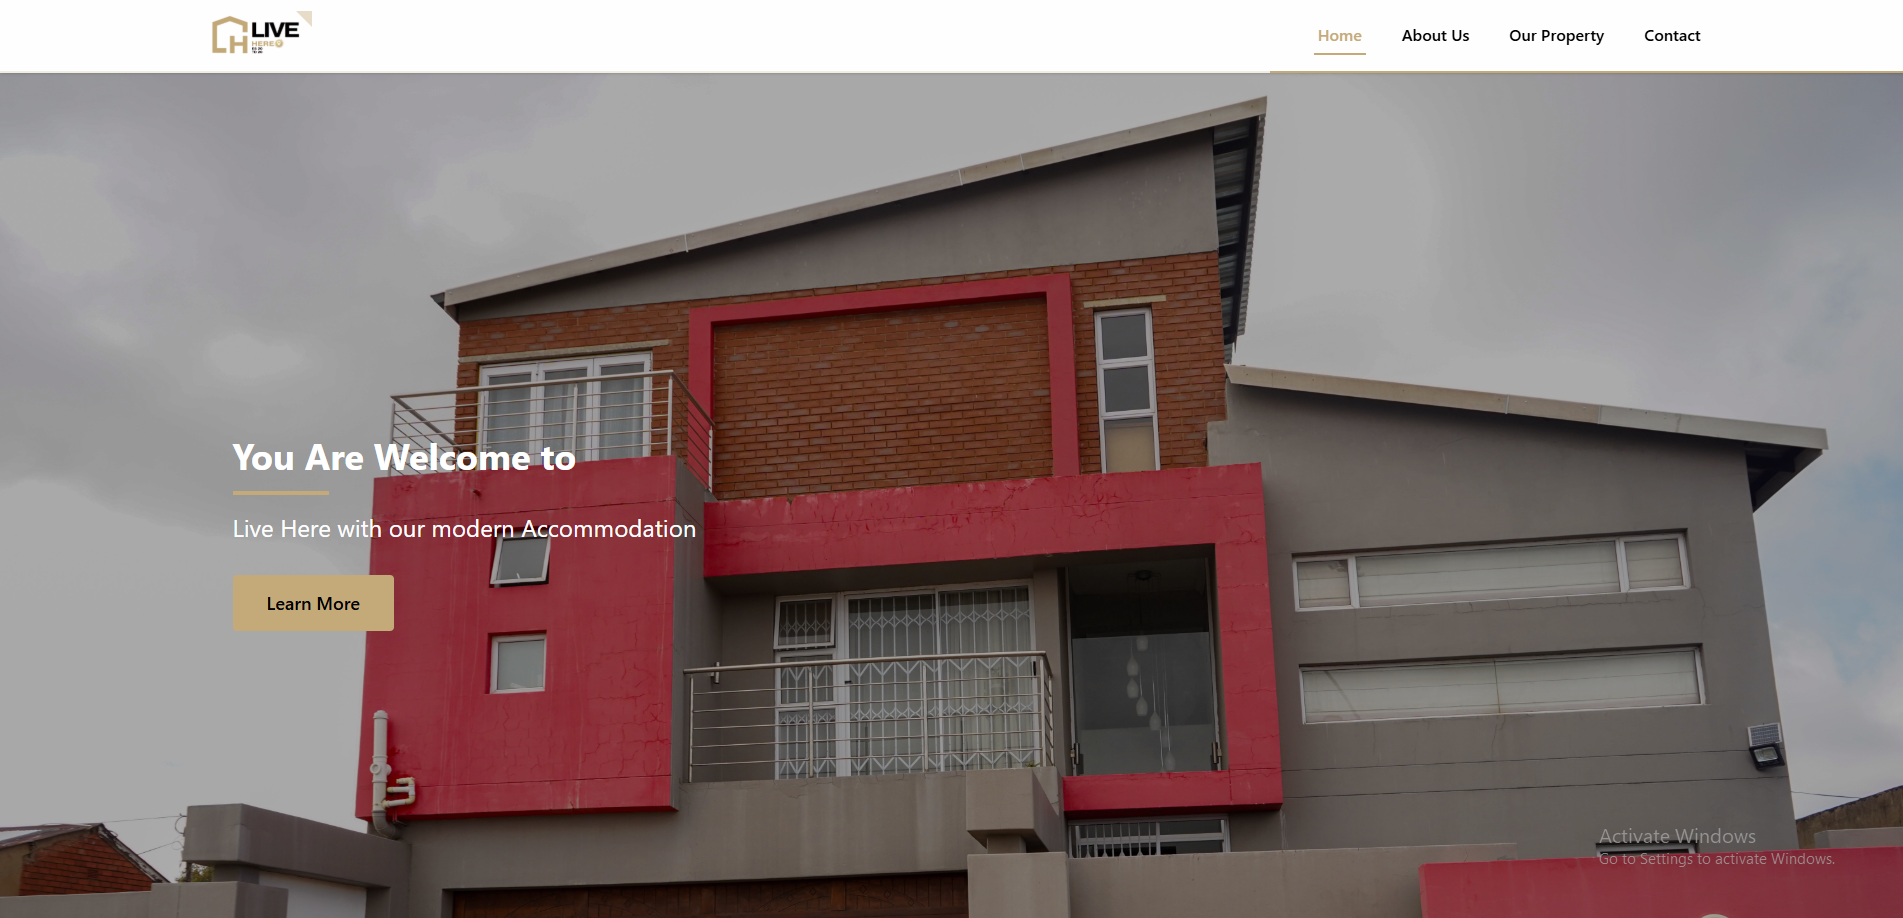 LIVE
HERE
Home
About Us
Our Property
Contact
You Are Welcome to
Live Here with our modern Accommodation
Learn More
Activate Windows
Go to Settings to activate Windows.